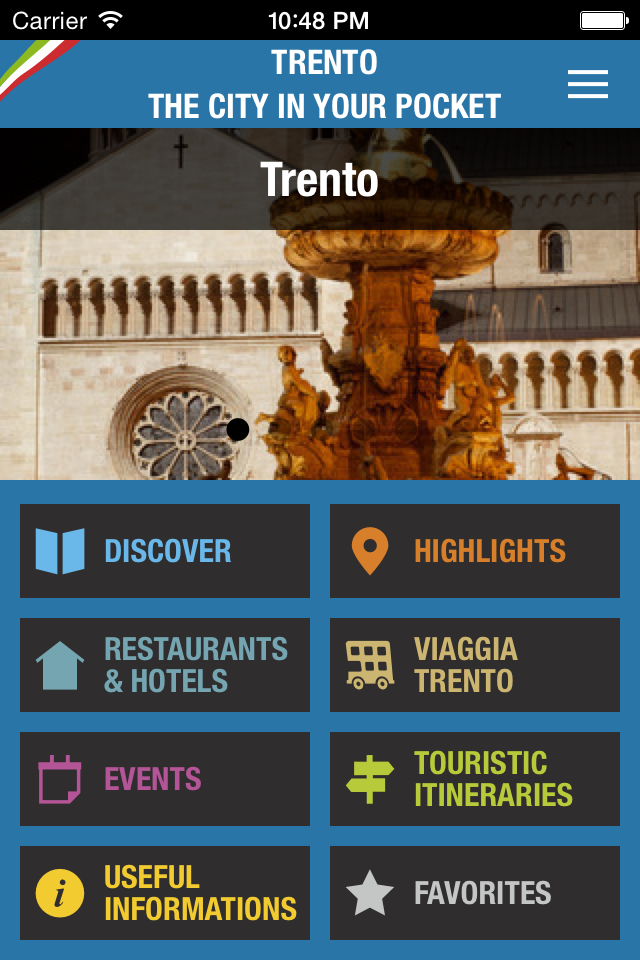 Carrier 10:48 PM
TRENTO
THE CITY IN YOUR POCKET
Trento
DISCOVER
HIGHLIGHTS
RESTAURANTS
& HOTELS
VIAGGIA
TRENTO
EVENTS
TOURISTIC
ITINERARIES
USEFUL
INFORMATIONS
FAVORITES